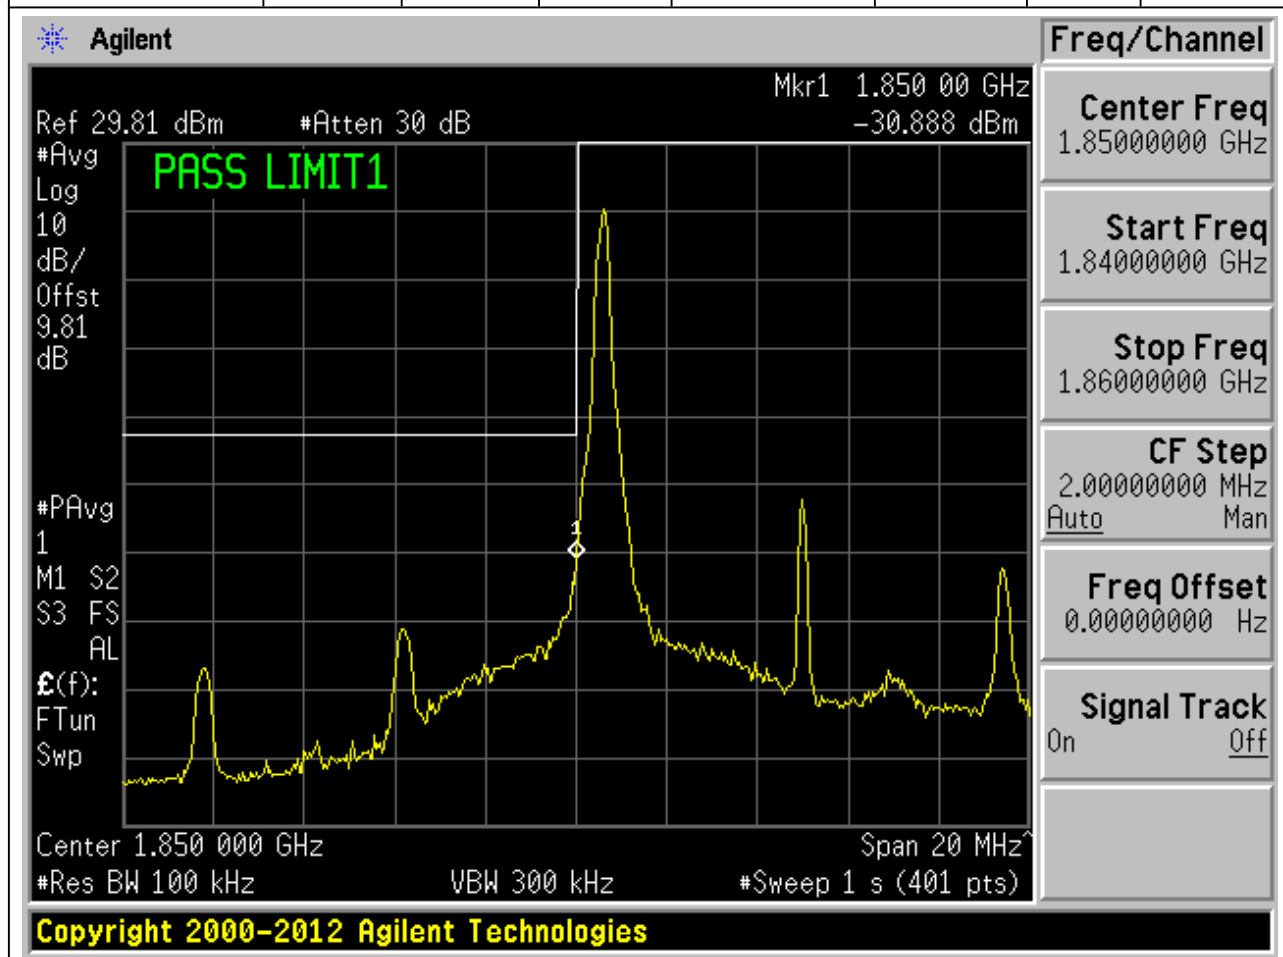 Agilent
Freq/Channel
Mkr1 1.850 00 GHz
Ref 29.81 dBm #Atten 30 dB -30.888 dBm
#Avg
Log
10
dB/
Offst
9.81
dB
PASS LIMIT1
#PAvg
1
M1 S2
S3 FS
AL
£(f):
FTun
Swp
1
Center 1.850 000 GHz Span 20 MHz^
#Res BW 100 kHz VBW 300 kHz #Sweep 1 s (401 pts)
Center Freq
1.85000000 GHz
Start Freq
1.84000000 GHz
Stop Freq
1.86000000 GHz
CF Step
2.00000000 MHz
Auto Man
Freq Offset
0.00000000 Hz
Signal Track
On Off
Copyright 2000-2012 Agilent Technologies